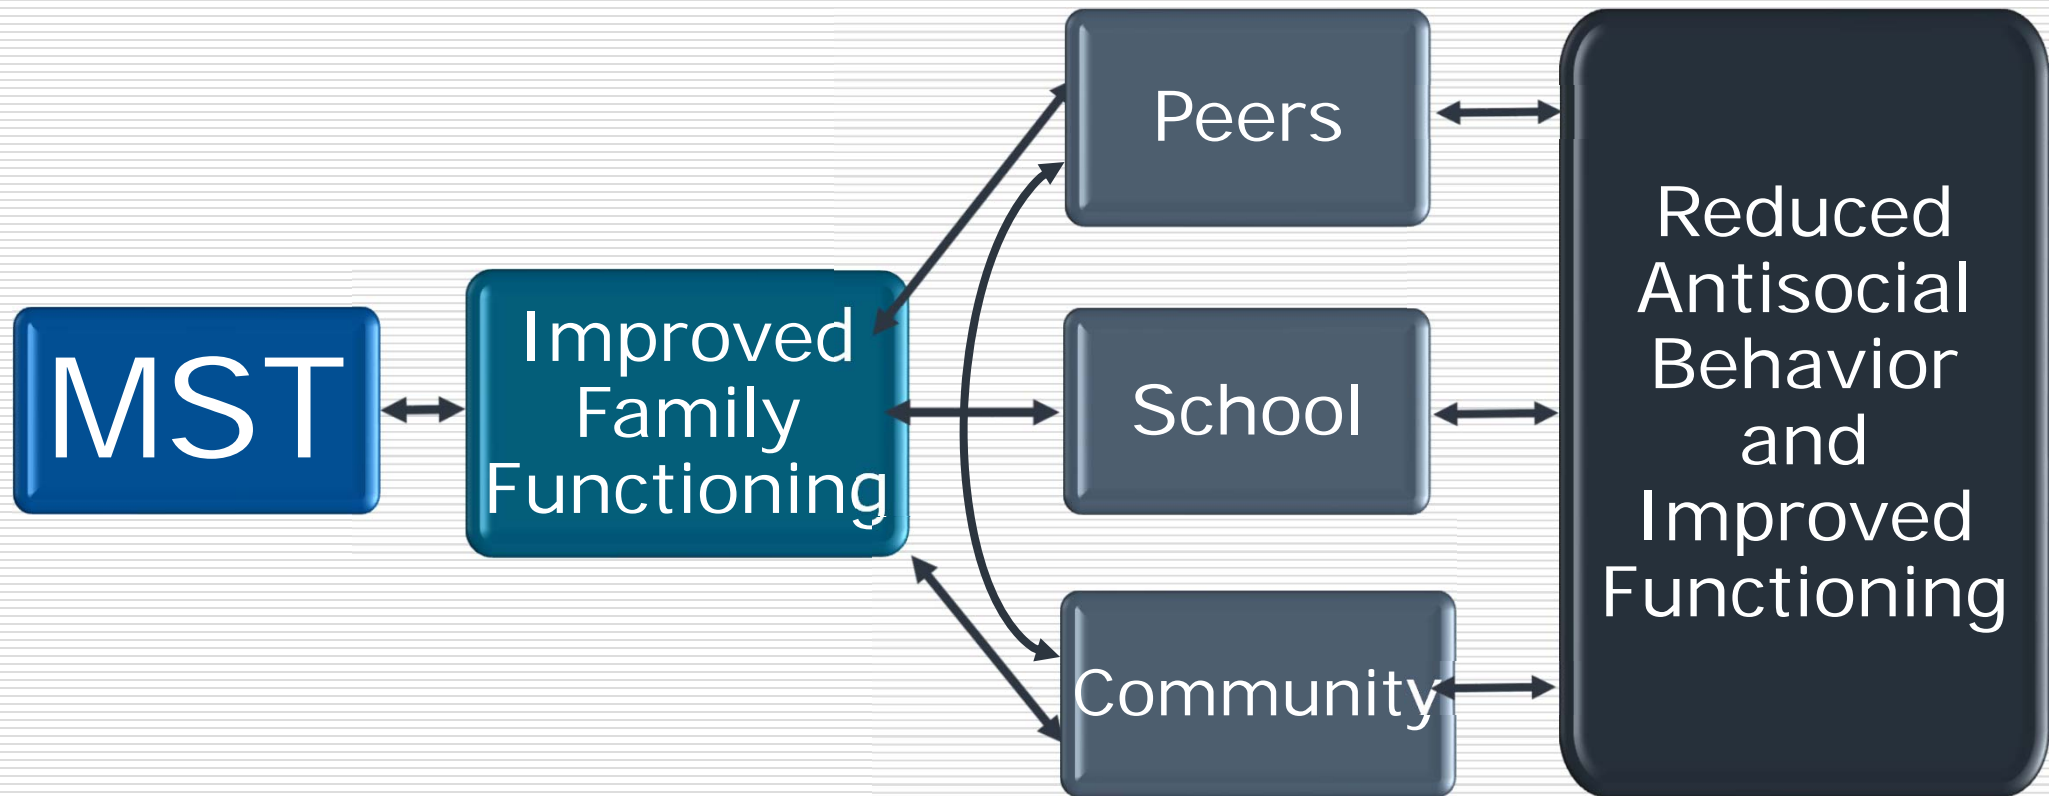 MST
Improved
Family
Functioning
Peers
School
Community
Reduced
Antisocial
Behavior
and
Improved
Functioning